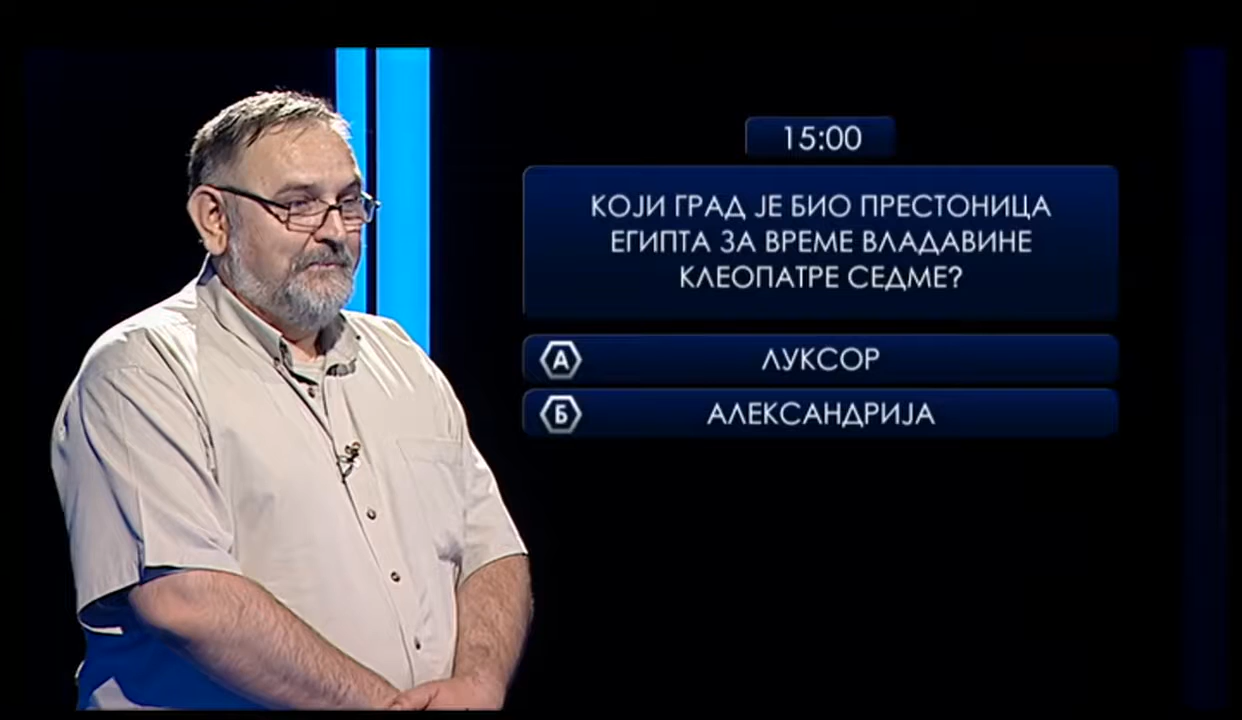 15:00
КОЈИ ГРАД ЈЕ БИО ПРЕСТОНИЦА
ЕГИПТА ЗА ВРЕМЕ ВЛАДАВИНЕ
КЛЕОПАТРЕ СЕДМЕ?
А ЛУКСОР
Б АЛЕКСАНДРИЈА